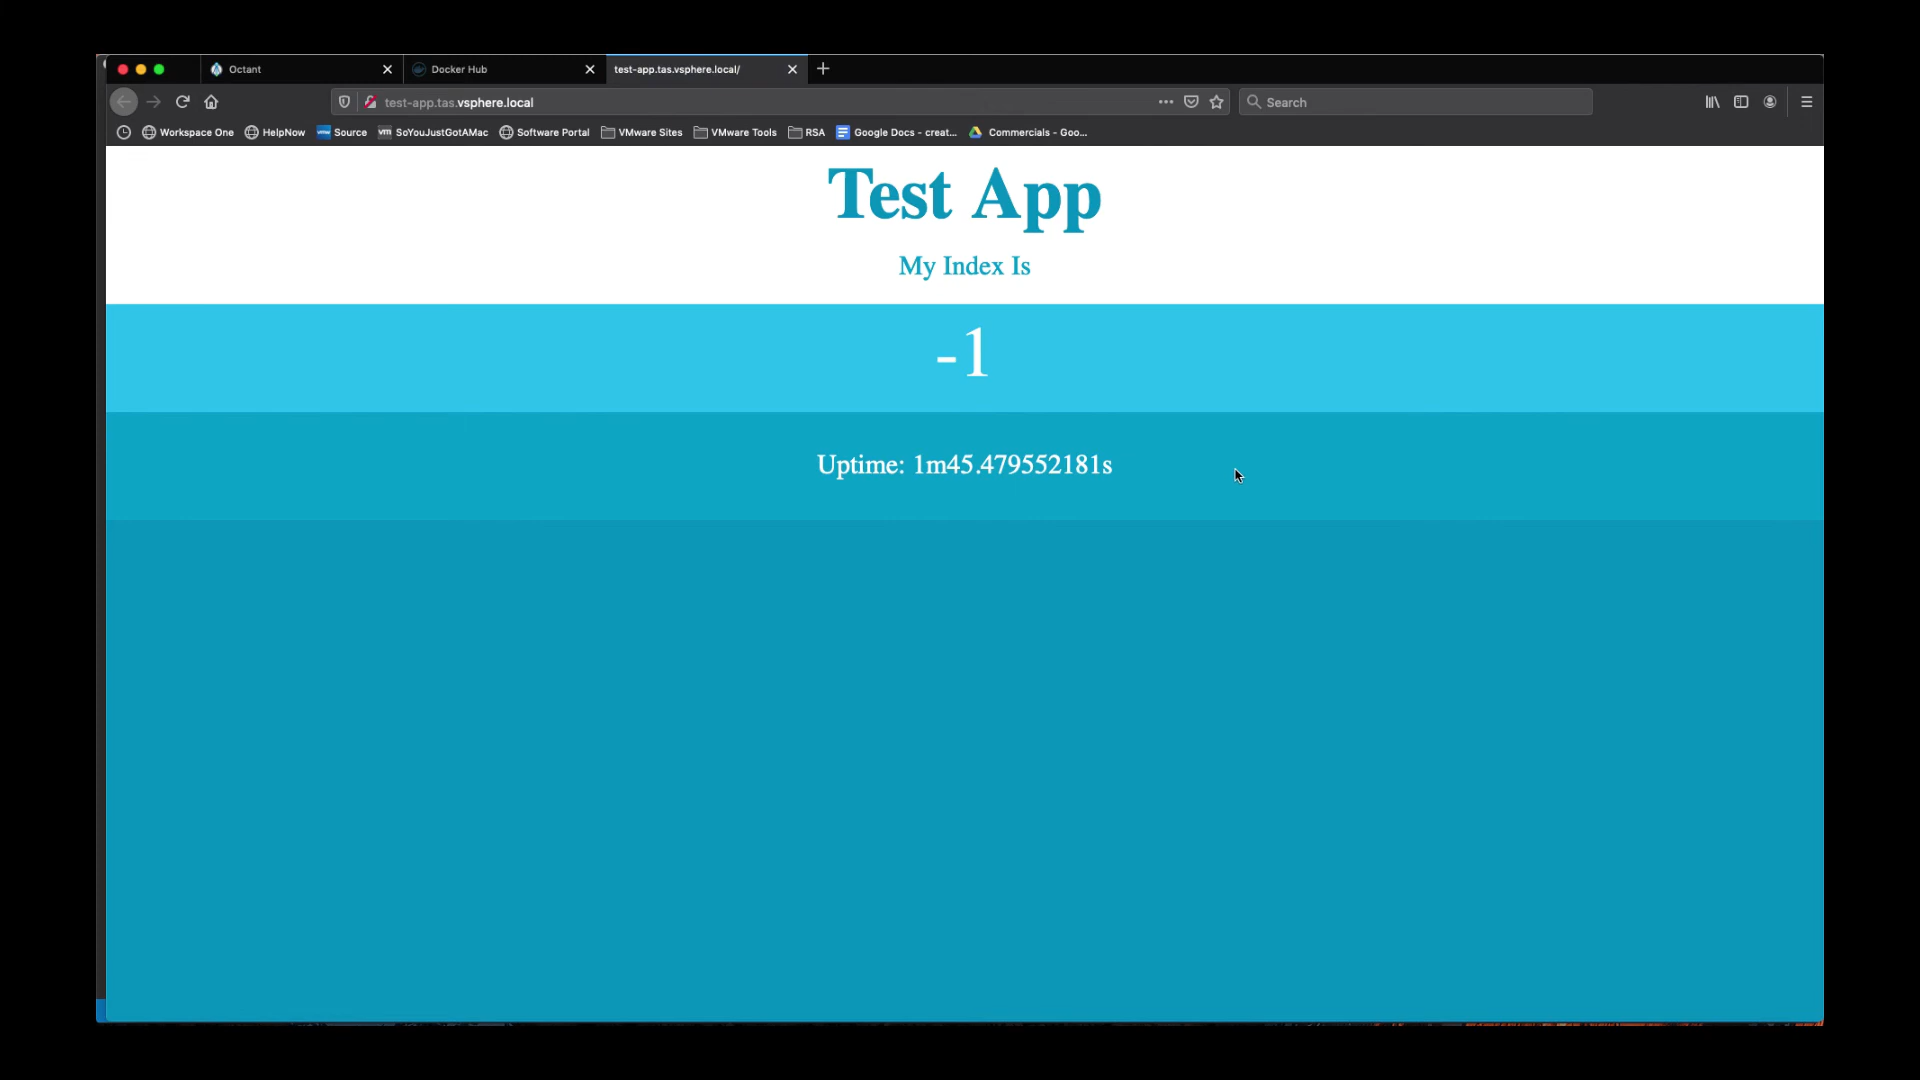 Octant
Docker Hub
test-app.tas.vsphere.local/
test-app.tas.vsphere.local
Search
Workspace One
HelpNow
Source
vm SoYouJustGotAMac
Software Portal
VMware Sites
VMware Tools
RSA
Google Docs - creat...
Commercials - Goo...
Test App
My Index Is
-1
Uptime: 1m45.479552181s